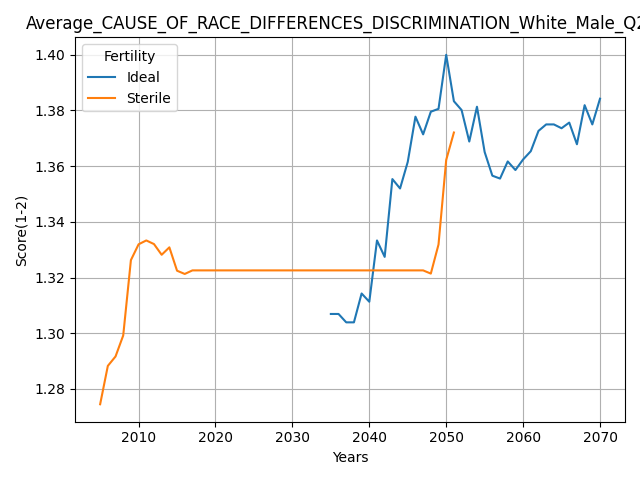 Average_CAUSE_OF_RACE_DIFFERENCES_DISCRIMINATION_White_Male_Q2
Fertility
Ideal
Sterile
Score(1-2)
1.40
1.38
1.36
1.34
1.32
1.30
1.28
2010
2020
2030
2040
2050
2060
2070
Years